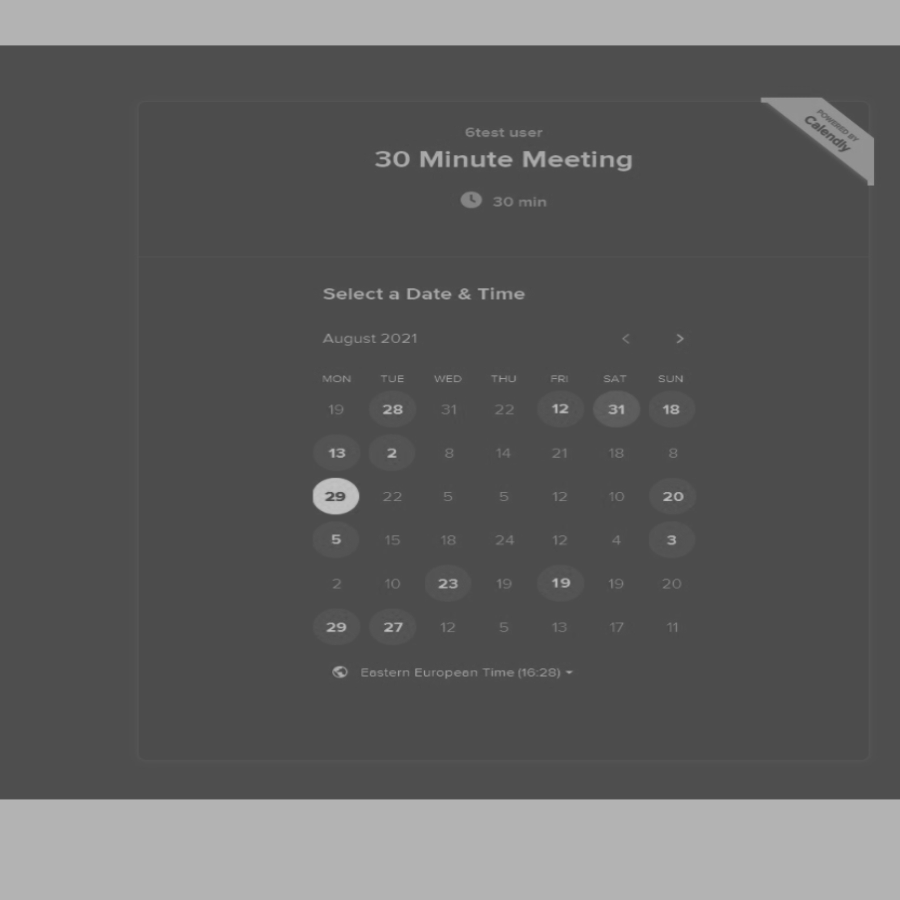 POWERED BY
Calendly
6test user
30 Minute Meeting
30 min
Select a Date & Time
August 2021
MON TUE WED THU FRI SAT SUN
19 28 31 22 12 31 18
13 2 8 14 21 18 8
29 22 5 5 12 10 20
5 15 18 24 12 4 3
2 10 23 19 19 19 20
29 27 12 5 13 17 11
Eastern European Time (16:28)